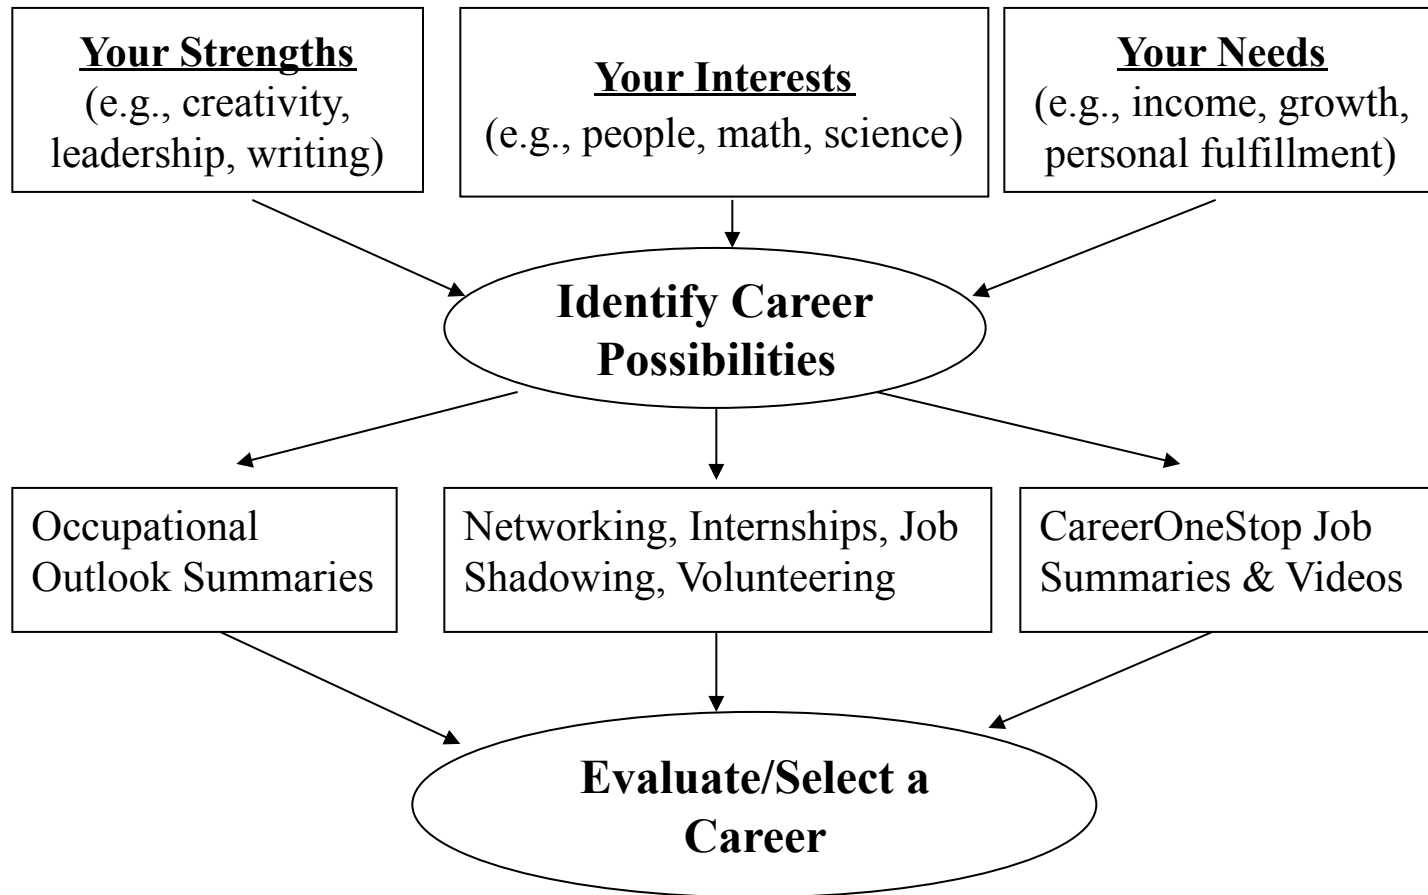 Your Strengths
(e.g., creativity,
leadership, writing)
Your Interests
(e.g., people, math, science)
Your Needs
(e.g., income, growth,
personal fulfillment)
Identify Career
Possibilities
Occupational
Outlook Summaries
Networking, Internships, Job
Shadowing, Volunteering
CareerOneStop Job
Summaries & Videos
Evaluate/Select a
Career